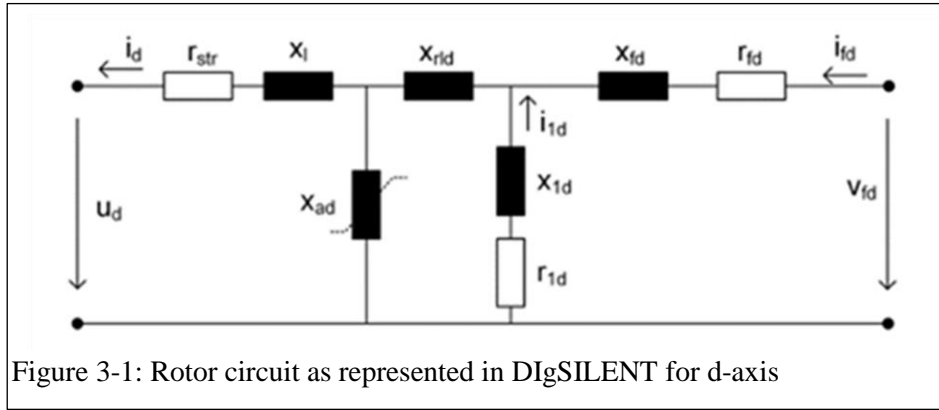 i_d r_str x_l x_rld x_fd r_fd i_fd
i_1d
x_1d
u_d x_ad v_fd
r_1d
Figure 3-1: Rotor circuit as represented in DIgSILENT for d-axis